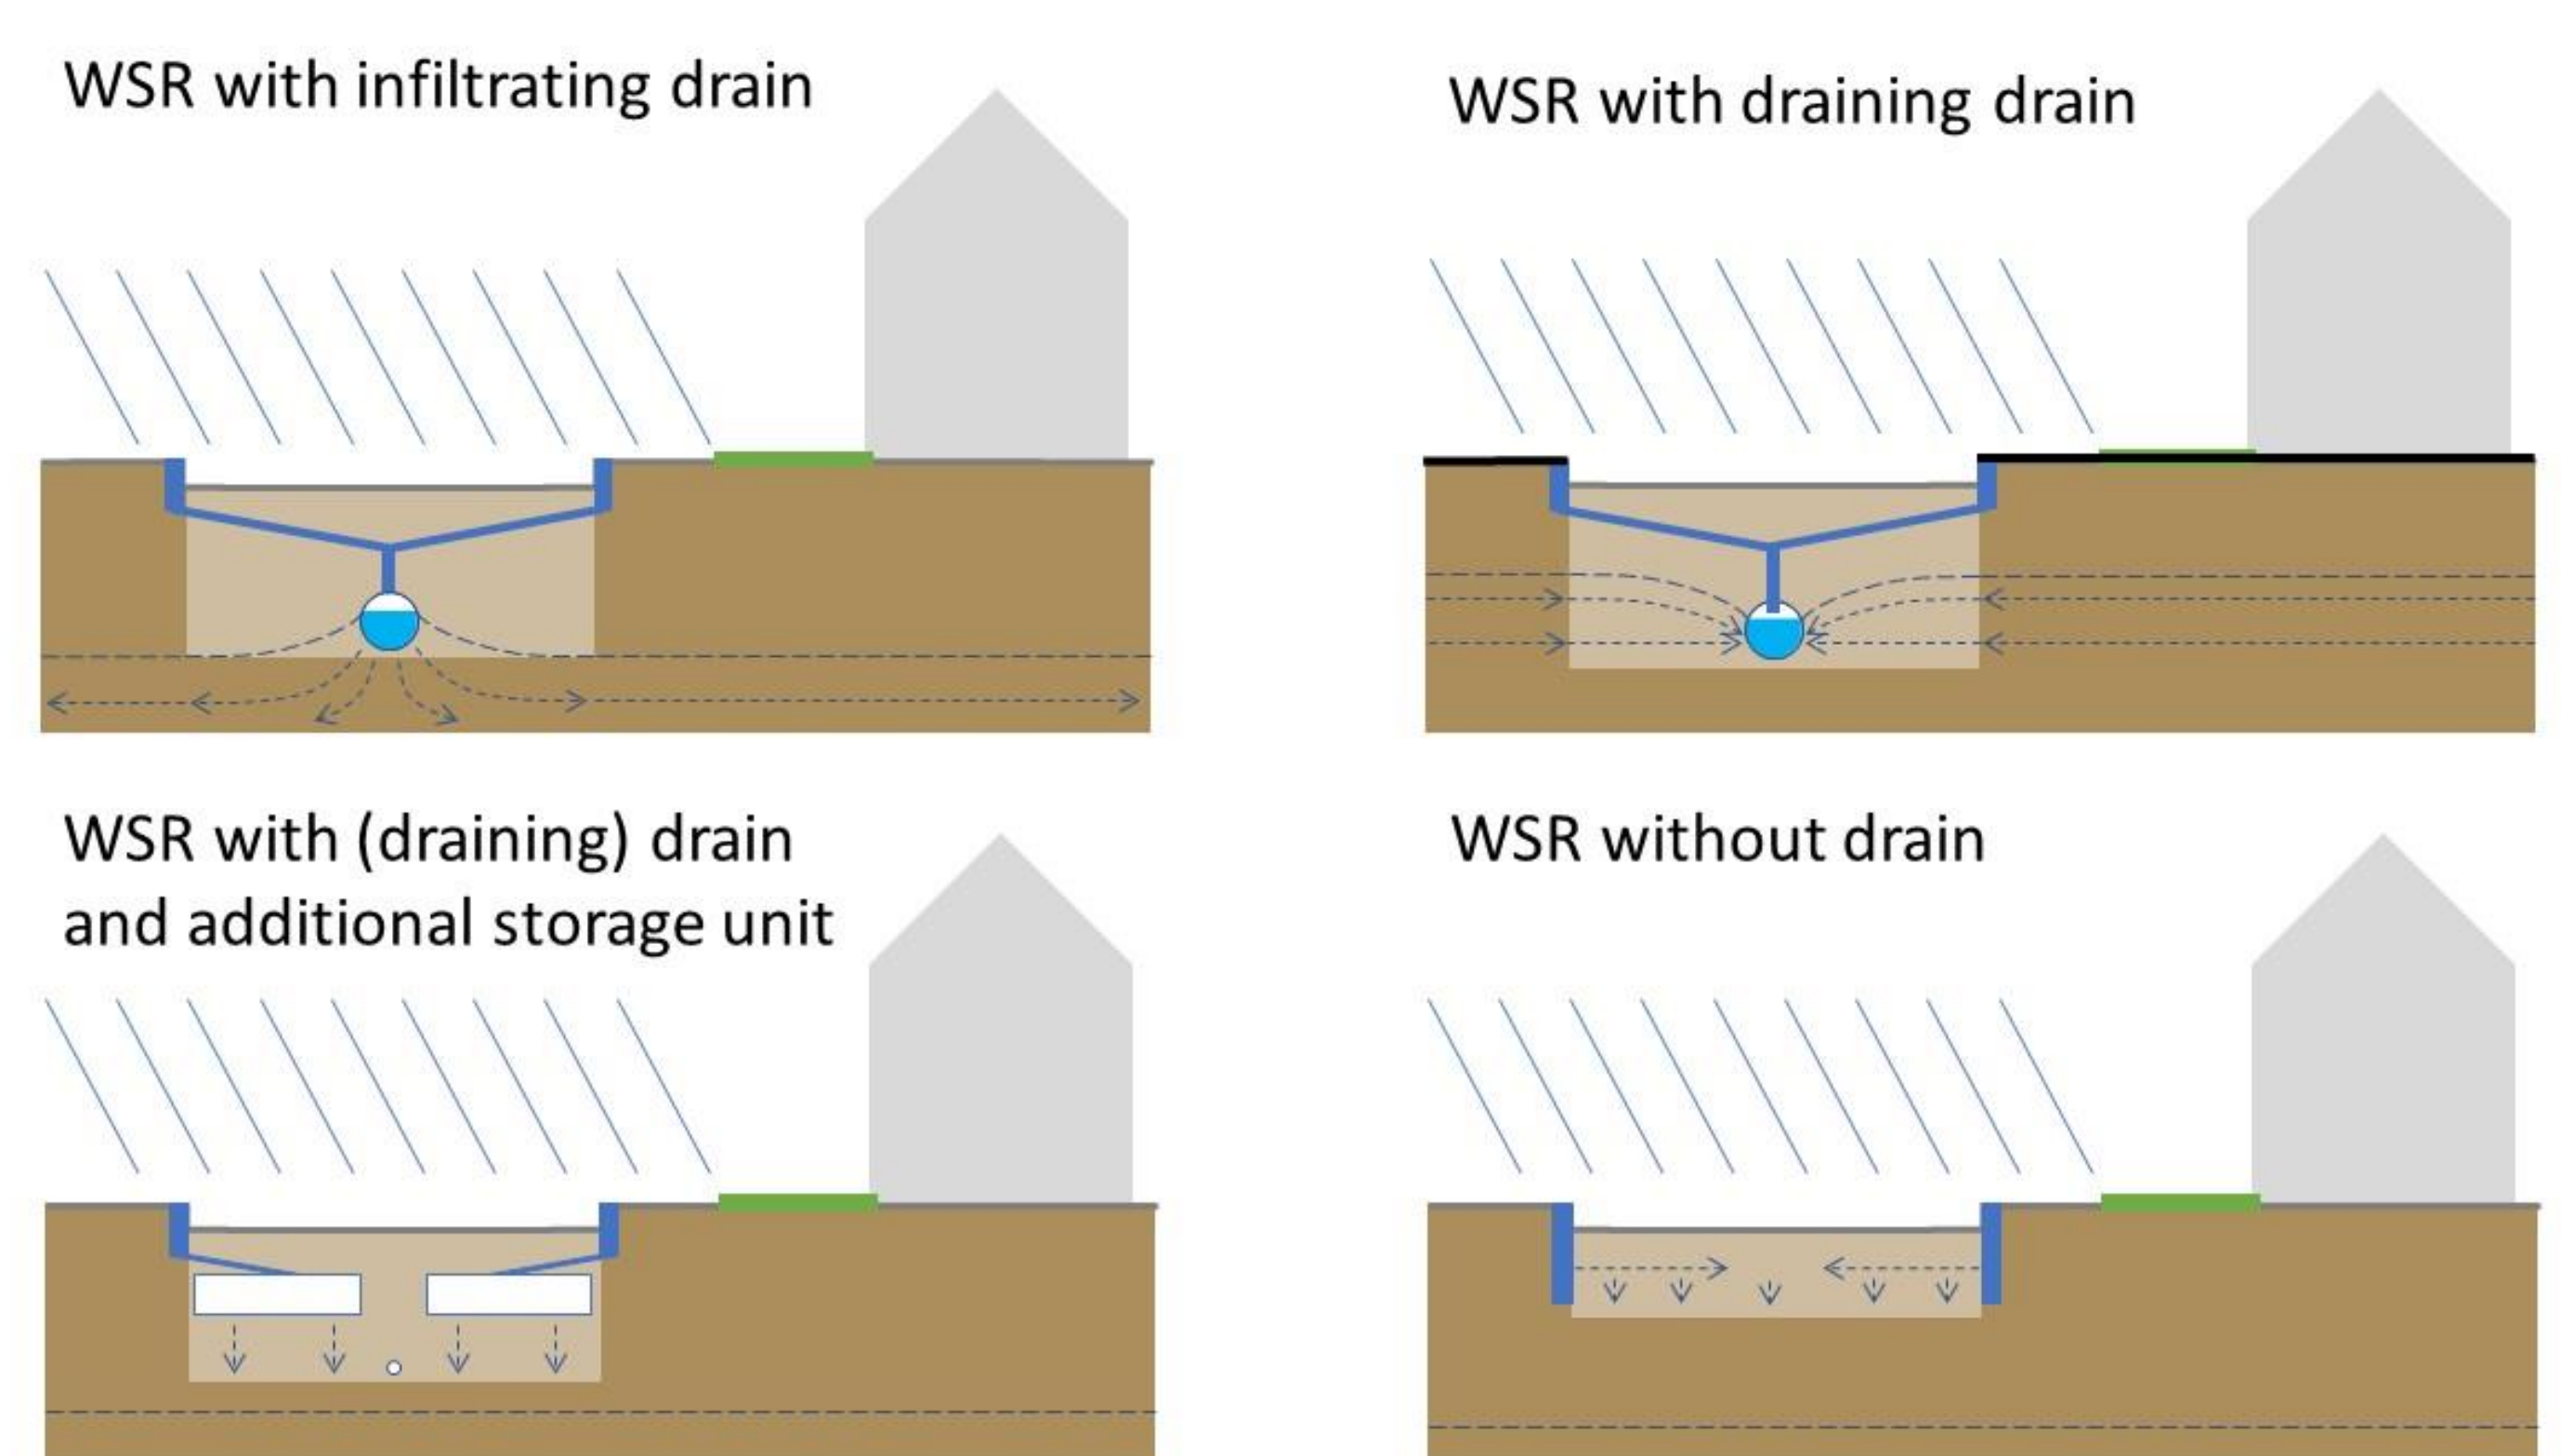 WSR with infiltrating drain
WSR with draining drain
WSR with (draining) drain
and additional storage unit
WSR without drain